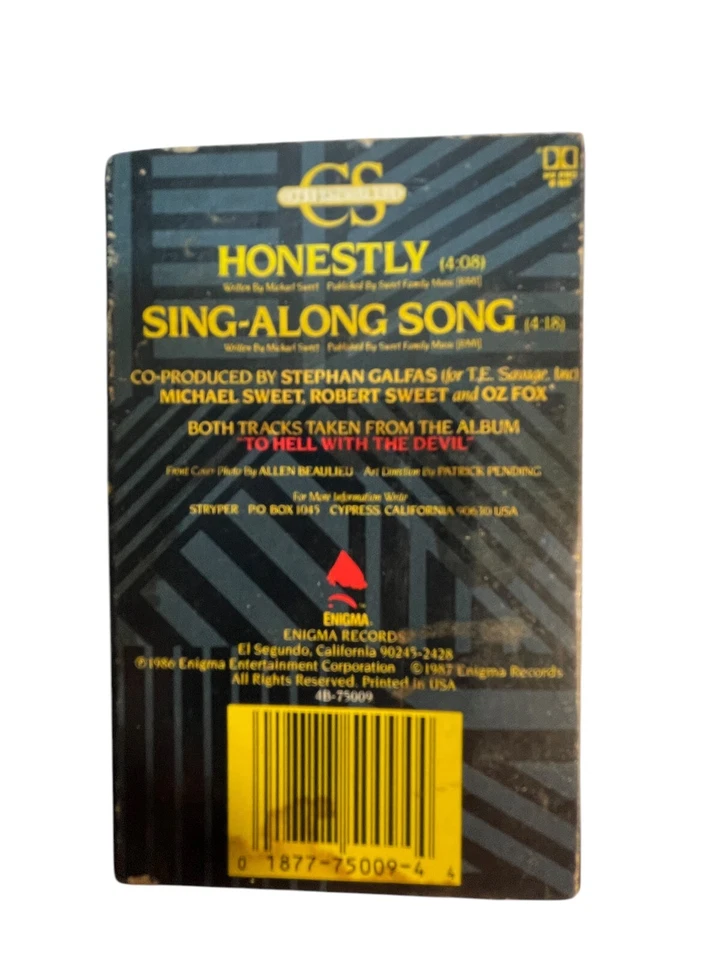 CS
HONESTLY (4:08)
Written By Michael Sweet Published By Sweet Family Music [BMI]
SING-ALONG SONG (4:18)
Written By Michael Sweet Published By Sweet Family Music [BMI]
CO-PRODUCED BY STEPHAN GALFAS (for T.E. Savage, Inc)
MICHAEL SWEET, ROBERT SWEET and OZ FOX
BOTH TRACKS TAKEN FROM THE ALBUM
"TO HELL WITH THE DEVIL"
Front Cover Photo By ALLEN BEAULIEU Art Direction By PATRICK PENDING
For More Information Write
STRYPER PO BOX 1045 CYPRESS CALIFORNIA 90630 USA
ENIGMA
ENIGMA RECORDS
El Segundo, California 90245-2428
℗1986 Enigma Entertainment Corporation ©1987 Enigma Records
All Rights Reserved. Printed in USA
4B-75009
0 1877-75009-4 4